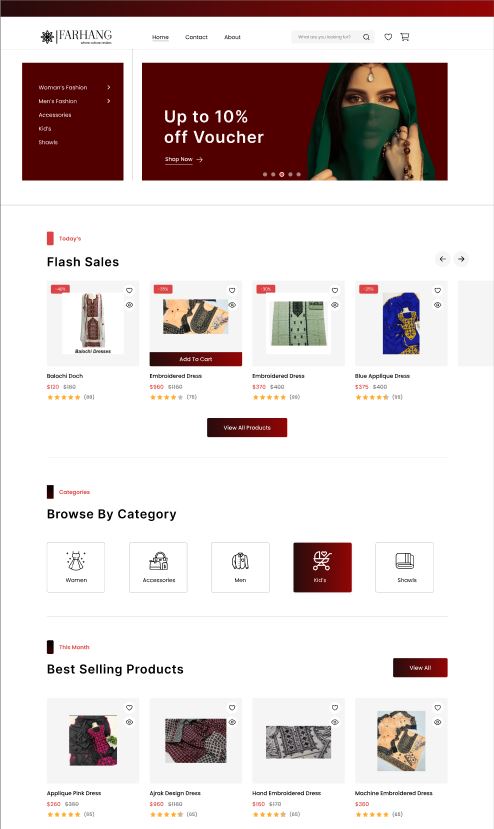 FARHANG
where culture resides
Home
Contact
About
What are you looking for?
Woman's Fashion
Men's Fashion
Accessories
Kid's
Shawls
Up to 10%
off Voucher
Shop Now
Today's
Flash Sales
-40%
-35%
-30%
-25%
Balochi Dresses
Add To Cart
Balochi Doch
$120 $160
(88)
Embroidered Dress
$960 $1160
(75)
Embroidered Dress
$370 $400
(99)
Blue Applique Dress
$375 $400
(99)
View All Products
Categories
Browse By Category
Women
Accessories
Men
Kid's
Shawls
This Month
Best Selling Products
View All
Applique Pink Dress
$260 $360
(65)
Ajrak Design Dress
$960 $1160
(65)
Hand Embroidered Dress
$160 $170
(65)
Machine Embroidered Dress
$360
(65)